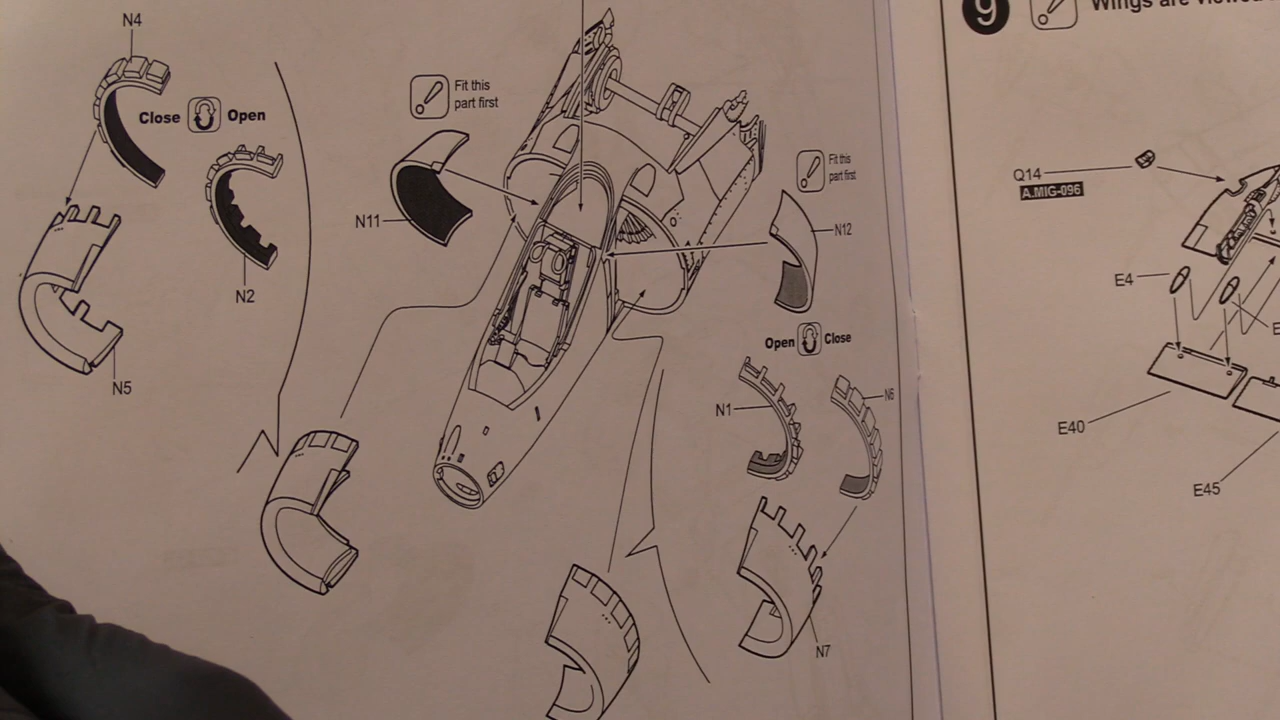 N4
Close
Open
N2
N5
Fit this
part first
N11
Fit this
part first
N12
Open
Close
N1
N6
N7
9
Wings are viewed
Q14
A.MIG-096
E4
E
E40
E45